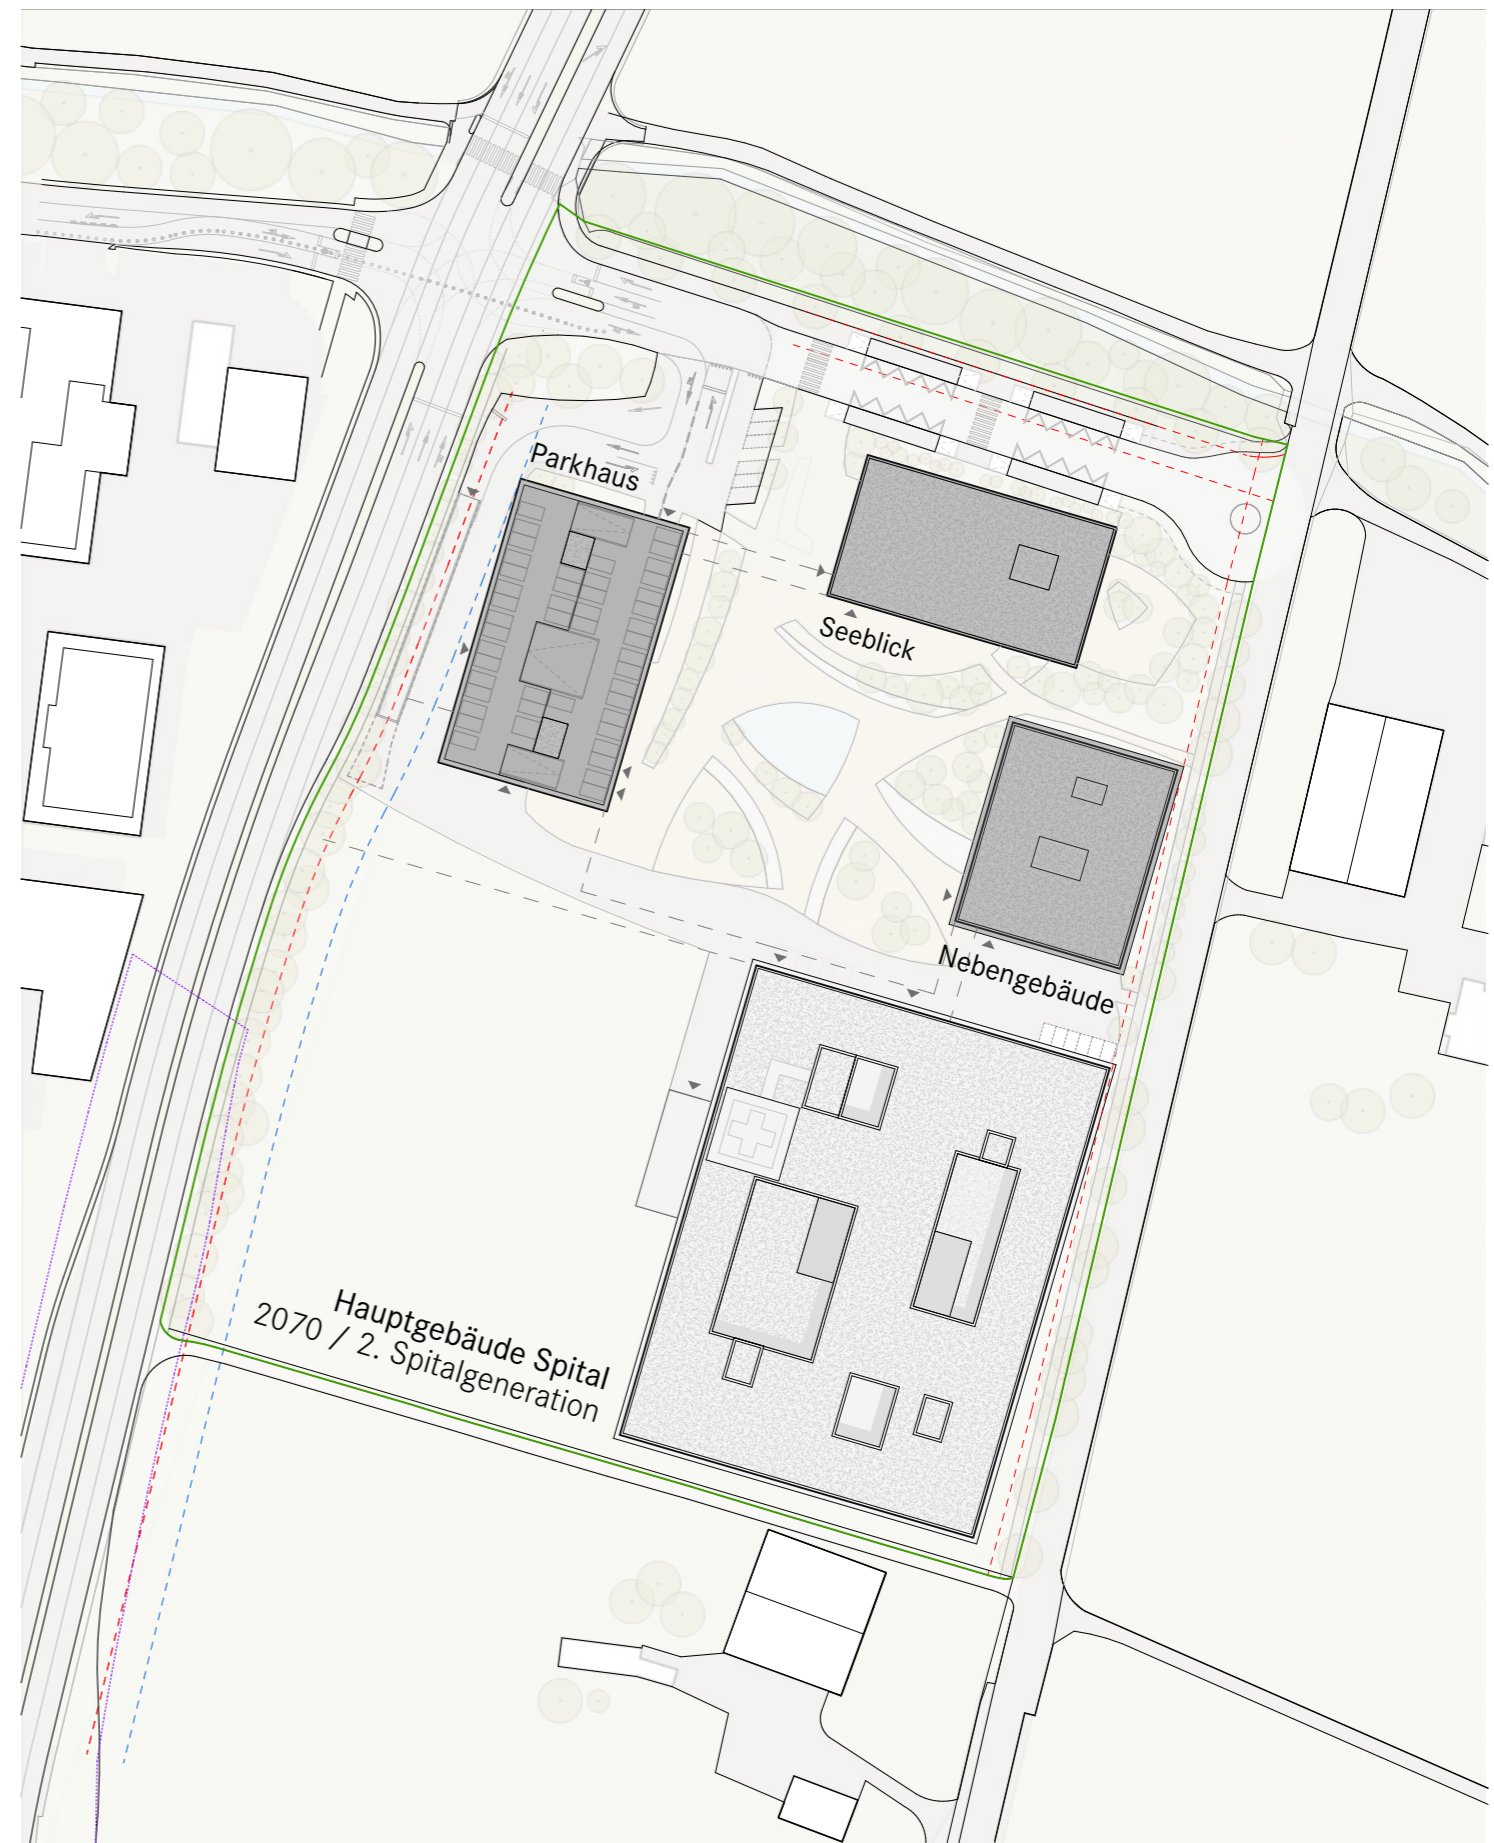 Parkhaus
Seeblick
Nebengebäude
Hauptgebäude Spital
2070 / 2. Spitalgeneration